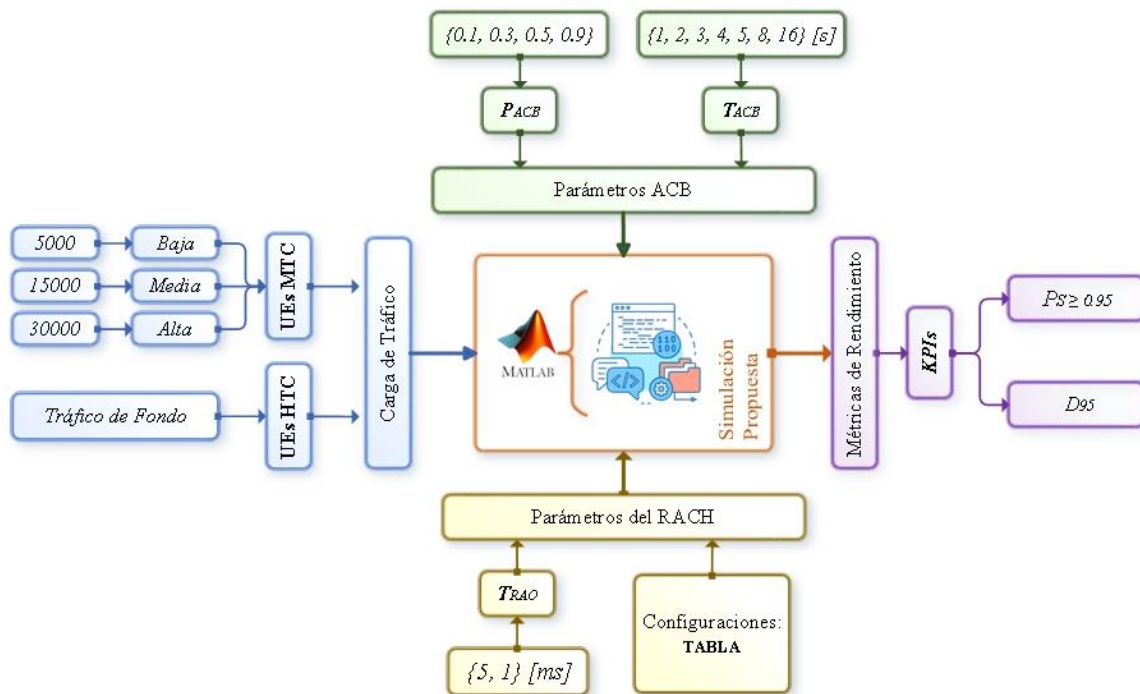 {0.1, 0.3, 0.5, 0.9}
{1, 2, 3, 4, 5, 8, 16} [s]
PACB
TACB
Parámetros ACB
5000
Baja
15000
Media
30000
Alta
UEs MTC
Tráfico de Fondo
UEs HTC
Carga de Tráfico
MATLAB
110
100
</>
Simulación
Propuesta
Métricas de Rendimiento
KPIs
Ps ≥ 0.95
D95
Parámetros del RACH
TRAO
{5, 1} [ms]
Configuraciones:
TABLA